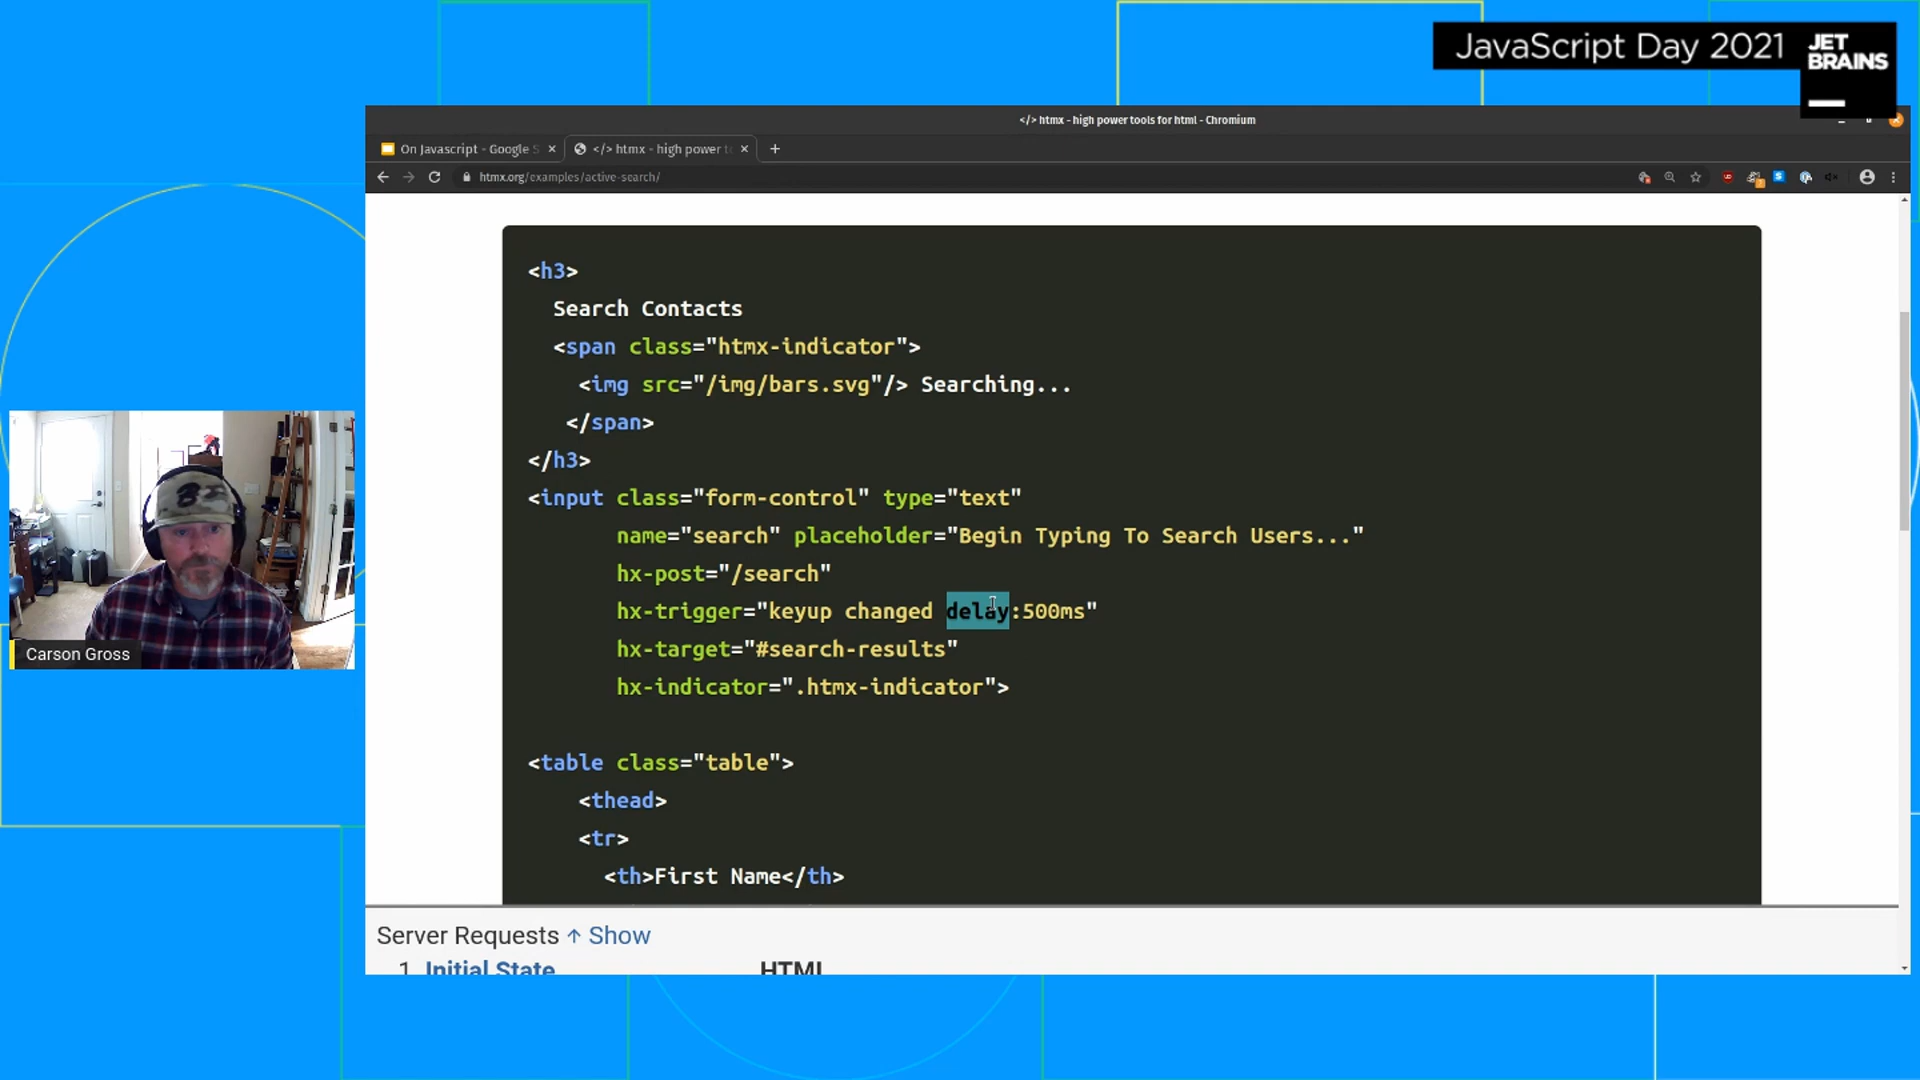 JavaScript Day 2021
JET
BRAINS
</> htmx - high power tools for html - Chromium
On Javascript - Google S
</> htmx - high power t
htmx.org/examples/active-search/
<h3>
Search Contacts
<span class="htmx-indicator">
<img src="/img/bars.svg"/> Searching...
</span>
</h3>
<input class="form-control" type="text"
name="search" placeholder="Begin Typing To Search Users..."
hx-post="/search"
hx-trigger="keyup changed delay:500ms"
hx-target="#search-results"
hx-indicator=".htmx-indicator">
<table class="table">
<thead>
<tr>
<th>First Name</th>
Carson Gross
Server Requests ↑ Show
1. Initial State
HTML